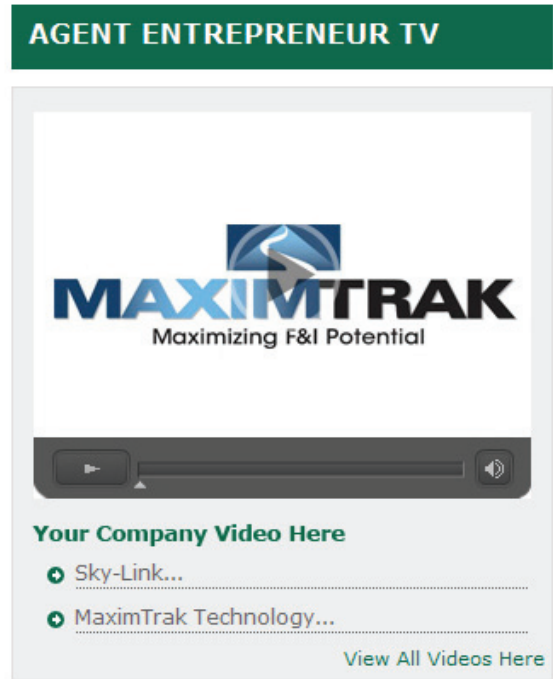 AGENT ENTREPRENEUR TV
MAXIMTRAK
Maximizing F&I Potential
Your Company Video Here
Sky-Link...
MaximTrak Technology...
View All Videos Here